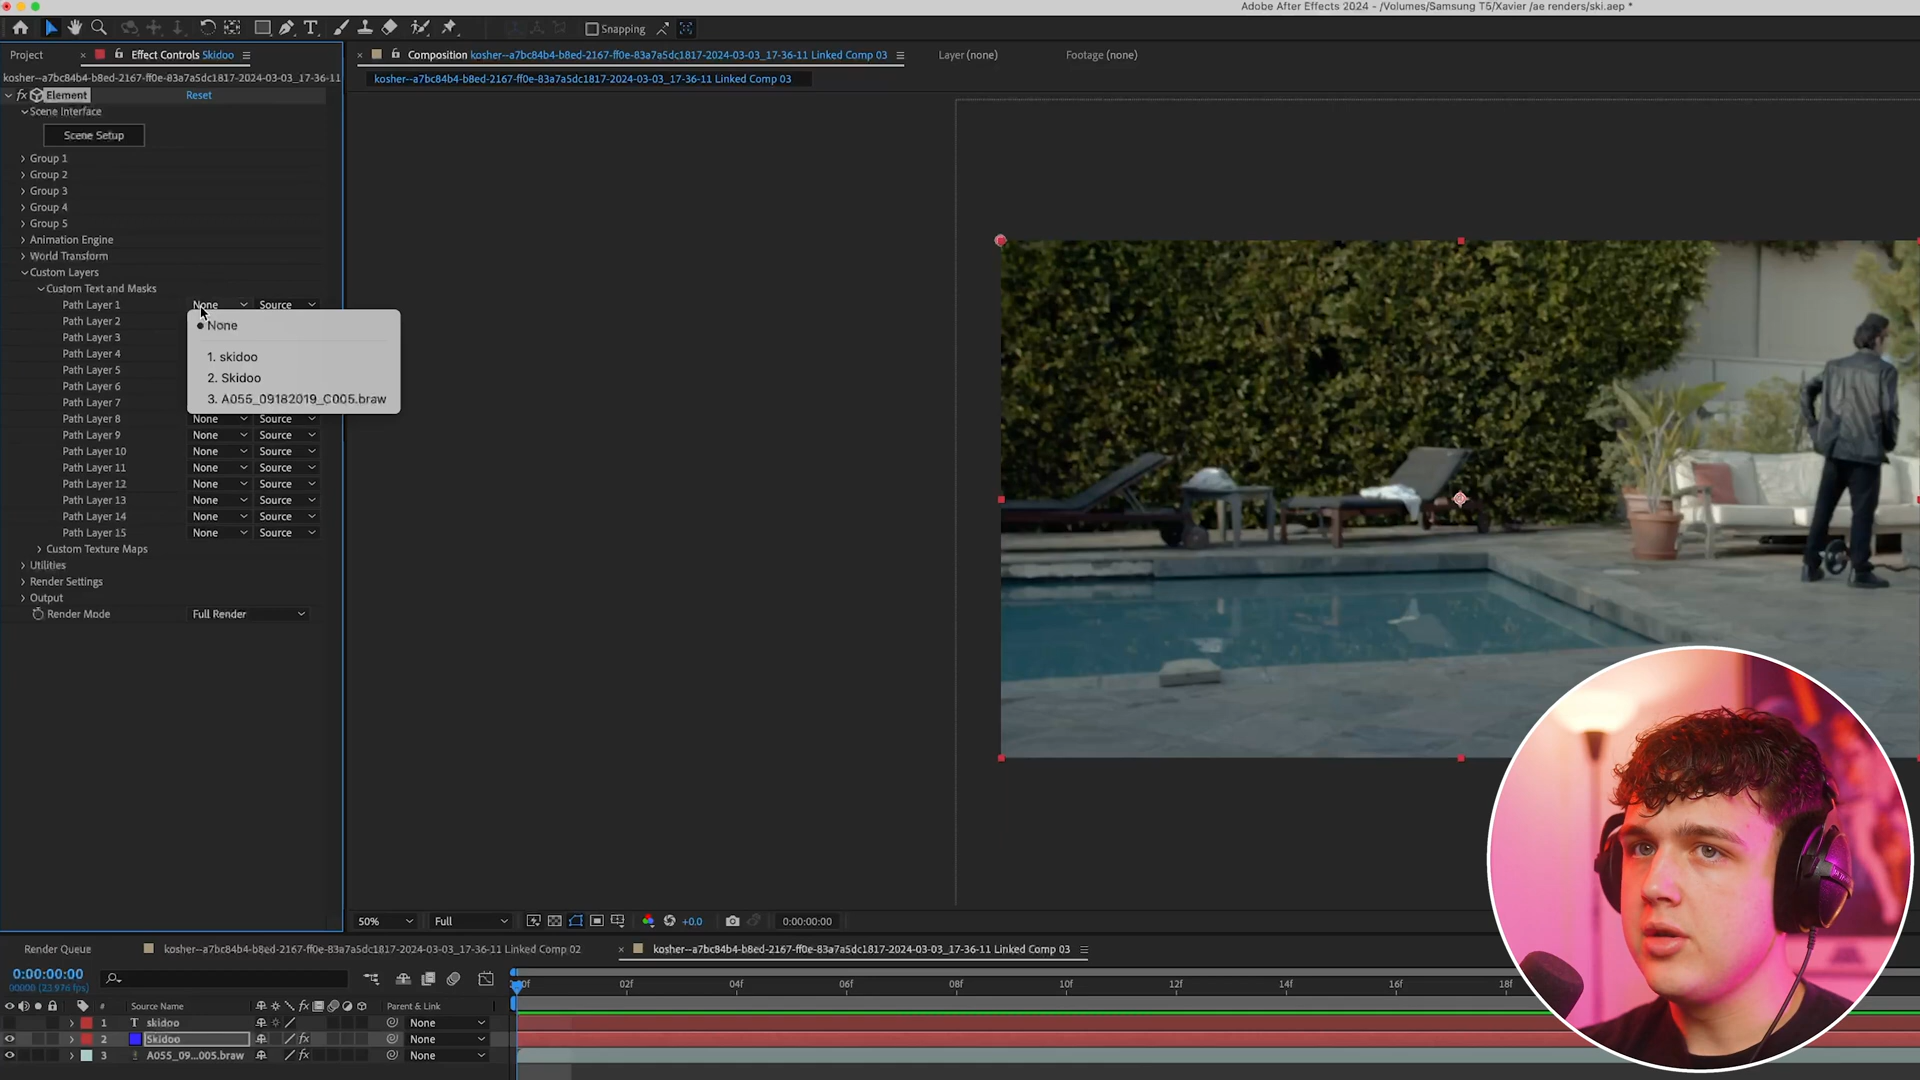 Adobe After Effects 2024 - /Volumes/Samsung T5/Xavier /ae renders/ski.aep *
Snapping
Project
Effect Controls Skidoo
Composition kosher--a7bc84b4-b8ed-2167-ff0e-83a7a5dc1817-2024-03-03_17-36-11 Linked Comp 03
Layer (none)
Footage (none)
kosher--a7bc84b4-b8ed-2167-ff0e-83a7a5dc1817-2024-03-03_17-36-11
kosher--a7bc84b4-b8ed-2167-ff0e-83a7a5dc1817-2024-03-03_17-36-11 Linked Comp 03
fx Element Reset
Scene Interface
Scene Setup
Group 1
Group 2
Group 3
Group 4
Group 5
Animation Engine
World Transform
Custom Layers
Custom Text and Masks
Path Layer 1 None Source
Path Layer 2
Path Layer 3
Path Layer 4
Path Layer 5
Path Layer 6
Path Layer 7
None
1. skidoo
2. Skidoo
3. A055_09182019_C005.braw
Path Layer 8 None Source
Path Layer 9 None Source
Path Layer 10 None Source
Path Layer 11 None Source
Path Layer 12 None Source
Path Layer 13 None Source
Path Layer 14 None Source
Path Layer 15 None Source
Custom Texture Maps
Utilities
Render Settings
Output
Render Mode Full Render
50% Full +0.0 0:00:00:00
Render Queue
kosher--a7bc84b4-b8ed-2167-ff0e-83a7a5dc1817-2024-03-03_17-36-11 Linked Comp 02
kosher--a7bc84b4-b8ed-2167-ff0e-83a7a5dc1817-2024-03-03_17-36-11 Linked Comp 03
0:00:00:00
00000 (23.976 fps)
02f 04f 06f 08f 10f 12f 14f 16f 18f
# Source Name fx Parent & Link
1 T skidoo None
2 Skidoo fx None
3 A055_09...005.braw fx None